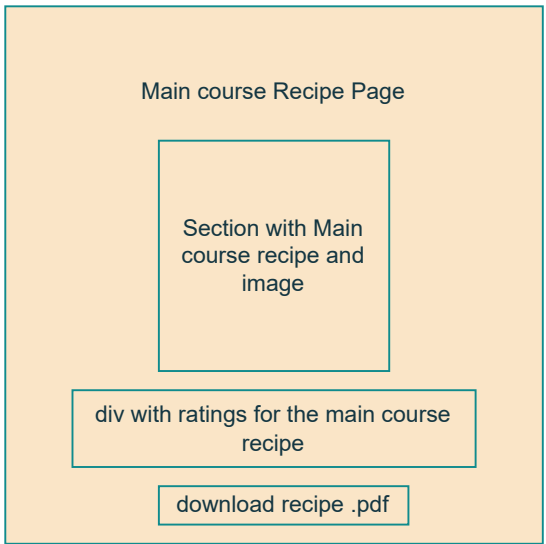 Main course Recipe Page
Section with Main
course recipe and
image
div with ratings for the main course
recipe
download recipe .pdf